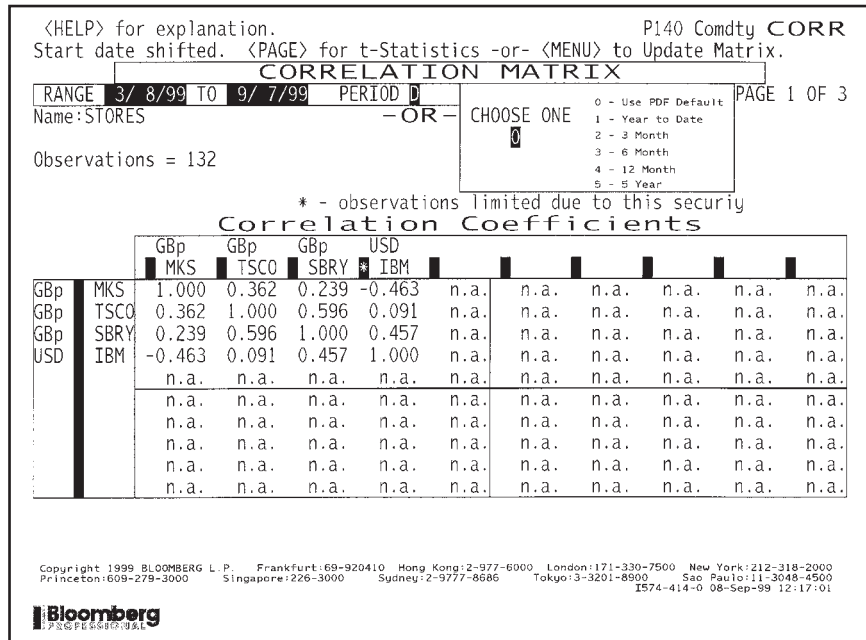 <HELP> for explanation. P140 Comdty CORR
Start date shifted. <PAGE> for t-Statistics -or- <MENU> to Update Matrix.
CORRELATION MATRIX
RANGE 3/ 8/99 TO 9/ 7/99 PERIOD D PAGE 1 OF 3
Name:STORES -OR- CHOOSE ONE
0
0 - Use PDF Default
1 - Year to Date
2 - 3 Month
3 - 6 Month
4 - 12 Month
5 - 5 Year
Observations = 132
* - observations limited due to this securiy
Correlation Coefficients
GBp GBp GBp USD
MKS TSCO SBRY * IBM
GBp MKS 1.000 0.362 0.239 -0.463 n.a. n.a. n.a. n.a. n.a. n.a.
GBp TSCO 0.362 1.000 0.596 0.091 n.a. n.a. n.a. n.a. n.a. n.a.
GBp SBRY 0.239 0.596 1.000 0.457 n.a. n.a. n.a. n.a. n.a. n.a.
USD IBM -0.463 0.091 0.457 1.000 n.a. n.a. n.a. n.a. n.a. n.a.
n.a. n.a. n.a. n.a. n.a. n.a. n.a. n.a. n.a. n.a.
n.a. n.a. n.a. n.a. n.a. n.a. n.a. n.a. n.a. n.a.
n.a. n.a. n.a. n.a. n.a. n.a. n.a. n.a. n.a. n.a.
n.a. n.a. n.a. n.a. n.a. n.a. n.a. n.a. n.a. n.a.
n.a. n.a. n.a. n.a. n.a. n.a. n.a. n.a. n.a. n.a.
n.a. n.a. n.a. n.a. n.a. n.a. n.a. n.a. n.a. n.a.
Copyright 1999 BLOOMBERG L.P. Frankfurt:69-920410 Hong Kong:2-977-6000 London:171-330-7500 New York:212-318-2000
Princeton:609-279-3000 Singapore:226-3000 Sydney:2-9777-8686 Tokyo:3-3201-8900 Sao Paulo:11-3048-4500
I574-414-0 08-Sep-99 12:17:01
Bloomberg
PROFESSIONAL